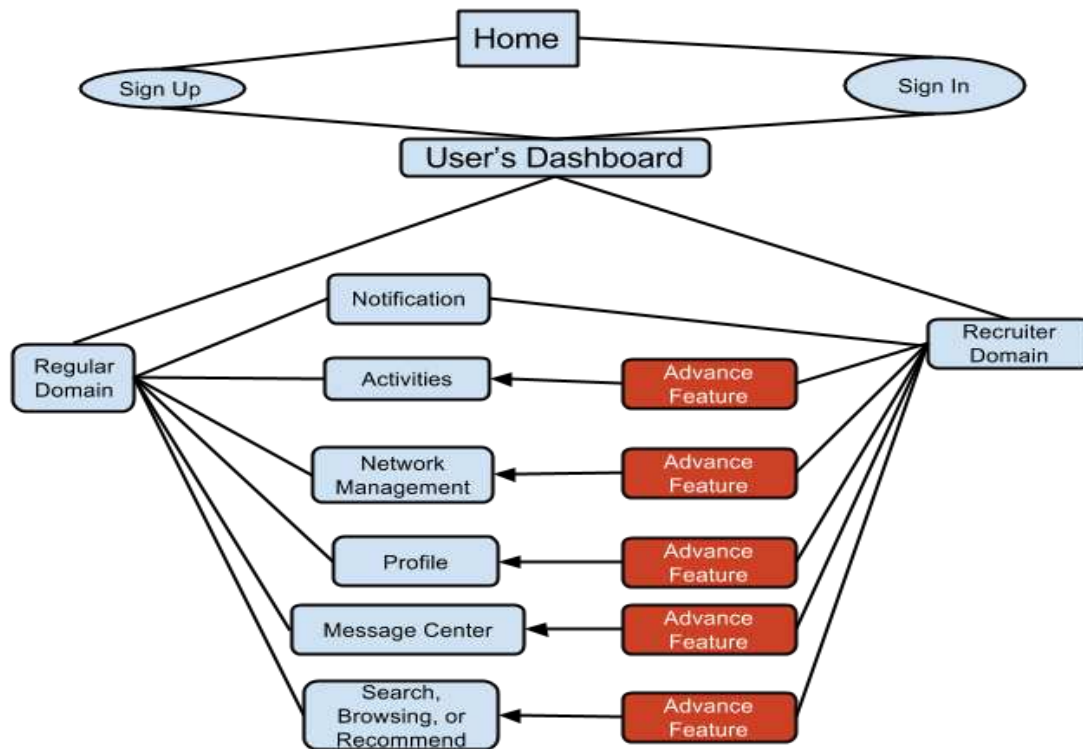 Home
Sign Up
Sign In
User's Dashboard
Notification
Recruiter
Domain
Regular
Domain
Activities
Advance
Feature
Network
Management
Advance
Feature
Profile
Advance
Feature
Message Center
Advance
Feature
Search,
Browsing, or
Recommend
Advance
Feature